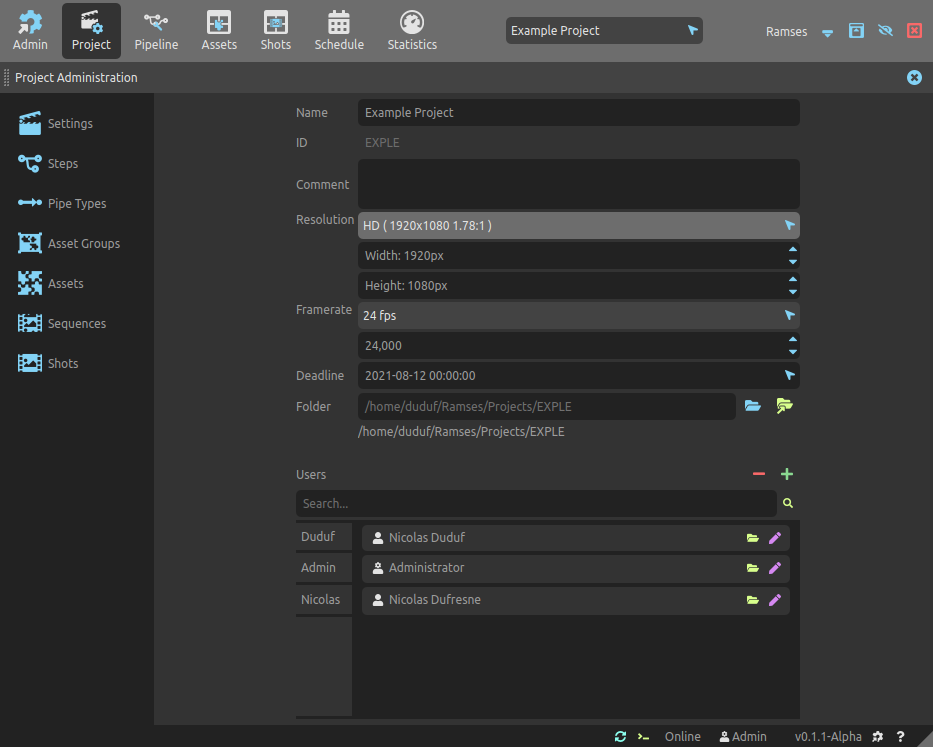 Admin
Project
Pipeline
Assets
Shots
Schedule
Statistics
Example Project
Ramses
Project Administration
Settings
Steps
Pipe Types
Asset Groups
Assets
Sequences
Shots
Name
Example Project
ID
EXPLE
Comment
Resolution
HD ( 1920x1080 1.78:1 )
Width: 1920px
Height: 1080px
Framerate
24 fps
24,000
Deadline
2021-08-12 00:00:00
Folder
/home/duduf/Ramses/Projects/EXPLE
/home/duduf/Ramses/Projects/EXPLE
Users
Search...
Duduf
Nicolas Duduf
Admin
Administrator
Nicolas
Nicolas Dufresne
Online
Admin
v0.1.1-Alpha
?